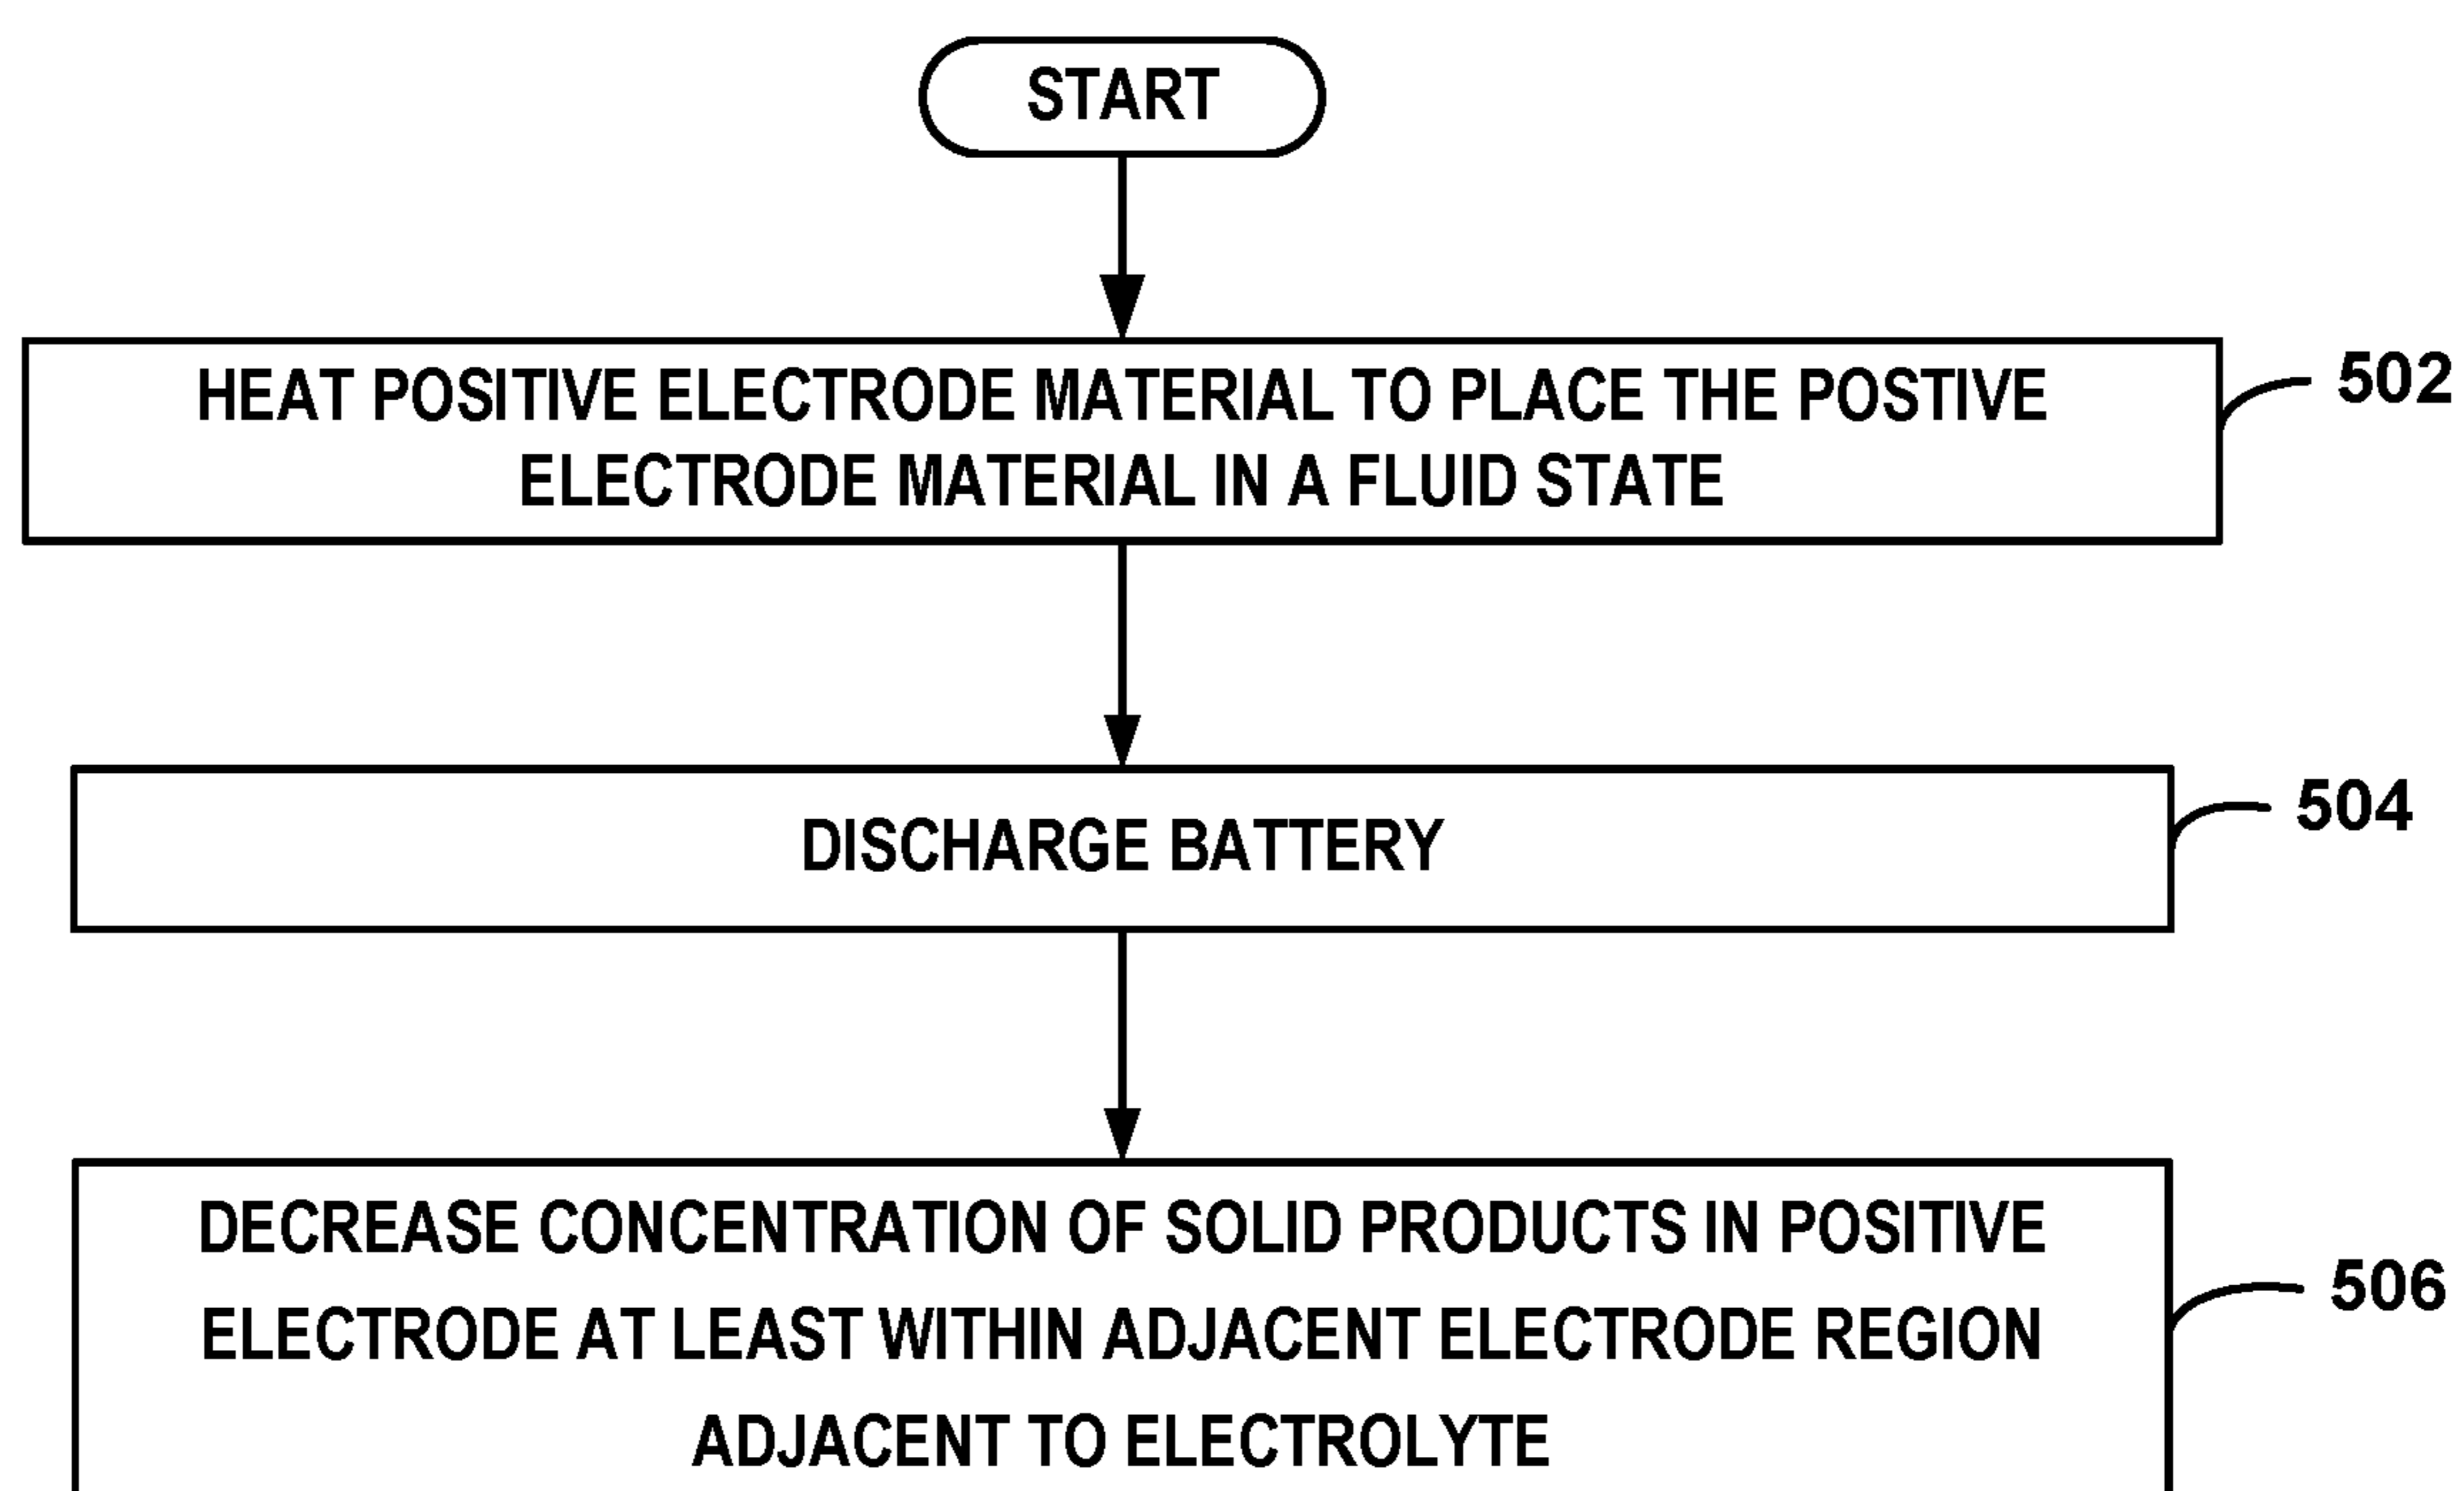 START
HEAT POSITIVE ELECTRODE MATERIAL TO PLACE THE POSTIVE
ELECTRODE MATERIAL IN A FLUID STATE
502
DISCHARGE BATTERY
504
DECREASE CONCENTRATION OF SOLID PRODUCTS IN POSITIVE
ELECTRODE AT LEAST WITHIN ADJACENT ELECTRODE REGION
ADJACENT TO ELECTROLYTE
506